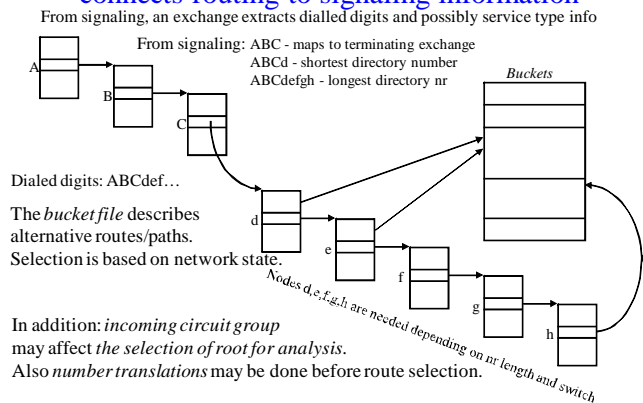 connects routing to signaling information
From signaling, an exchange extracts dialled digits and possibly service type info
From signaling: ABC - maps to terminating exchange
ABCd - shortest directory number
ABCdefgh - longest directory nr
Buckets
A
B
C
Dialed digits: ABCdef…
The bucket file describes
alternative routes/paths.
Selection is based on network state.
d
e
f
g
h
Nodes d,e,f,g,h are needed depending on nr length and switch
In addition: incoming circuit group
may affect the selection of root for analysis.
Also number translations may be done before route selection.